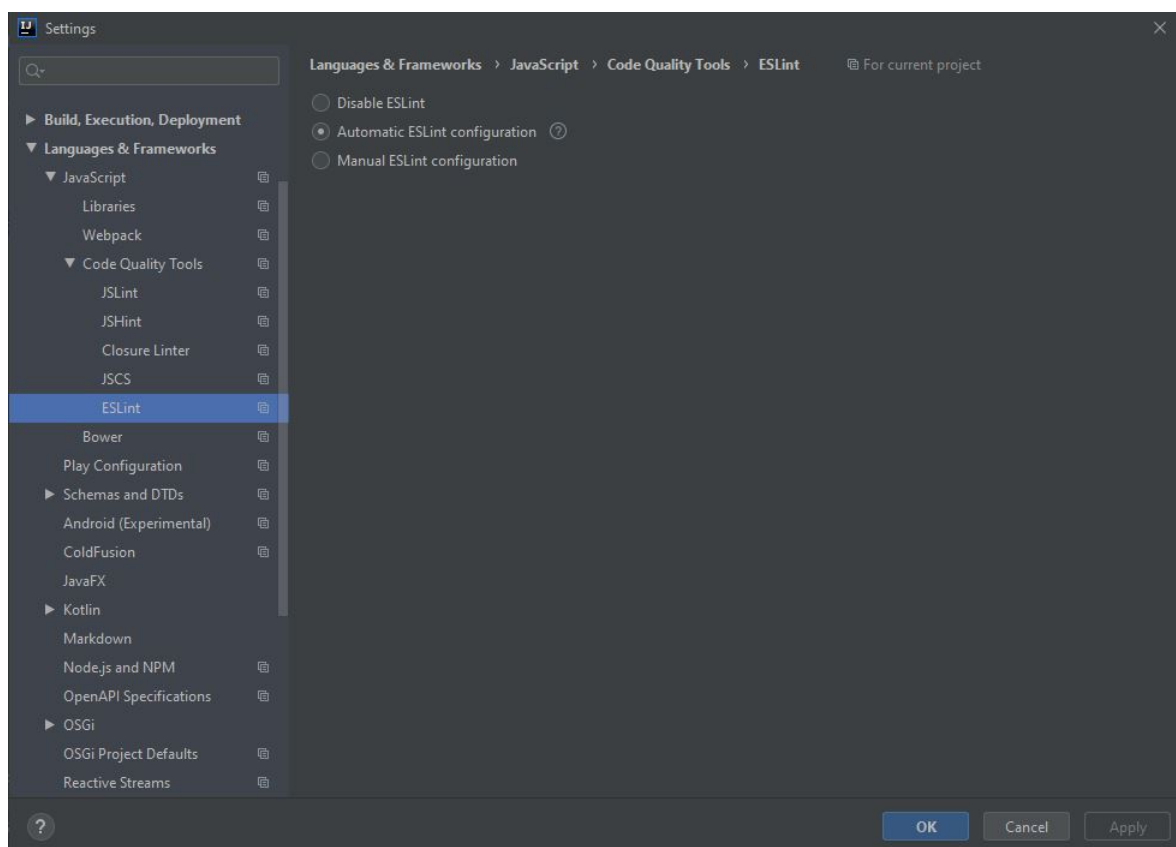 IJ Settings
Languages & Frameworks › JavaScript › Code Quality Tools › ESLint For current project
Disable ESLint
Automatic ESLint configuration ?
Manual ESLint configuration
Build, Execution, Deployment
Languages & Frameworks
JavaScript
Libraries
Webpack
Code Quality Tools
JSLint
JSHint
Closure Linter
JSCS
ESLint
Bower
Play Configuration
Schemas and DTDs
Android (Experimental)
ColdFusion
JavaFX
Kotlin
Markdown
Node.js and NPM
OpenAPI Specifications
OSGi
OSGi Project Defaults
Reactive Streams
? OK Cancel Apply